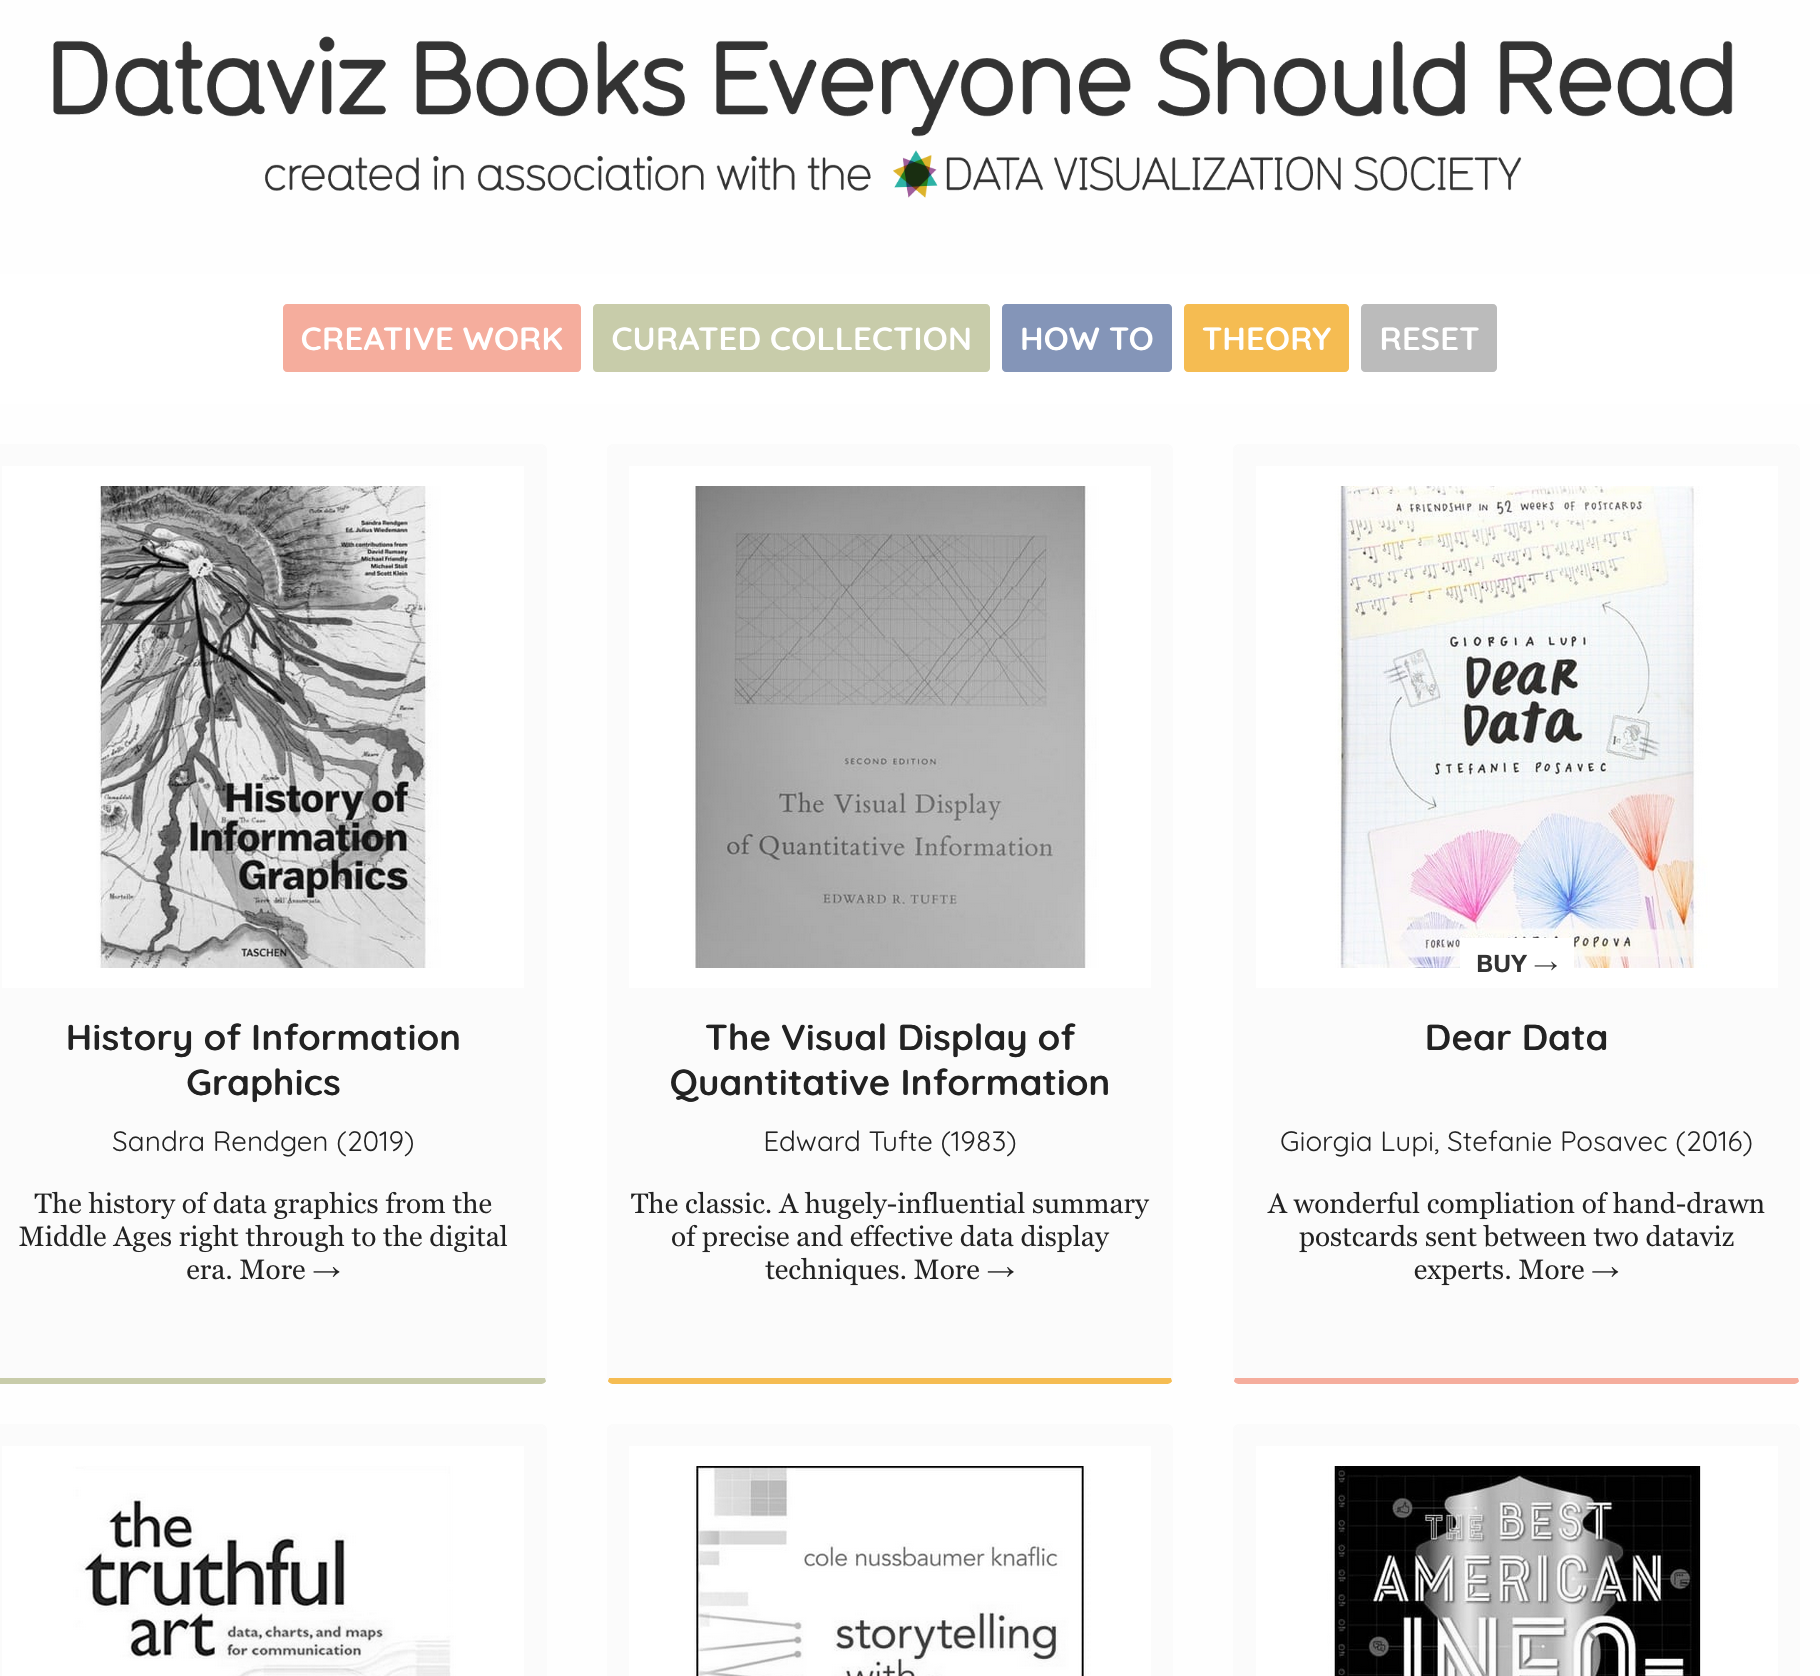 Dataviz Books Everyone Should Read
created in association with the DATA VISUALIZATION SOCIETY
CREATIVE WORK
CURATED COLLECTION
HOW TO
THEORY
RESET
Sandra Rendgen
Ed. Julius Wiedemann
With contributions from
David Rumsey
Michael Friendly
Michael Stoll
and Scott Klein
History of
Information
Graphics
TASCHEN
History of Information
Graphics
Sandra Rendgen (2019)
The history of data graphics from the
Middle Ages right through to the digital
era. More →
SECOND EDITION
The Visual Display
of Quantitative Information
EDWARD R. TUFTE
The Visual Display of
Quantitative Information
Edward Tufte (1983)
The classic. A hugely-influential summary
of precise and effective data display
techniques. More →
A FRIENDSHIP IN 52 WEEKS OF POSTCARDS
GIORGIA LUPI
Dear
Data
STEFANIE POSAVEC
POPOVA
BUY →
Dear Data
Giorgia Lupi, Stefanie Posavec (2016)
A wonderful compliation of hand-drawn
postcards sent between two dataviz
experts. More →
the
truthful
art
data, charts, and maps
for communication
cole nussbaumer knaflic
storytelling
with
THE BEST
AMERICAN
INFO-